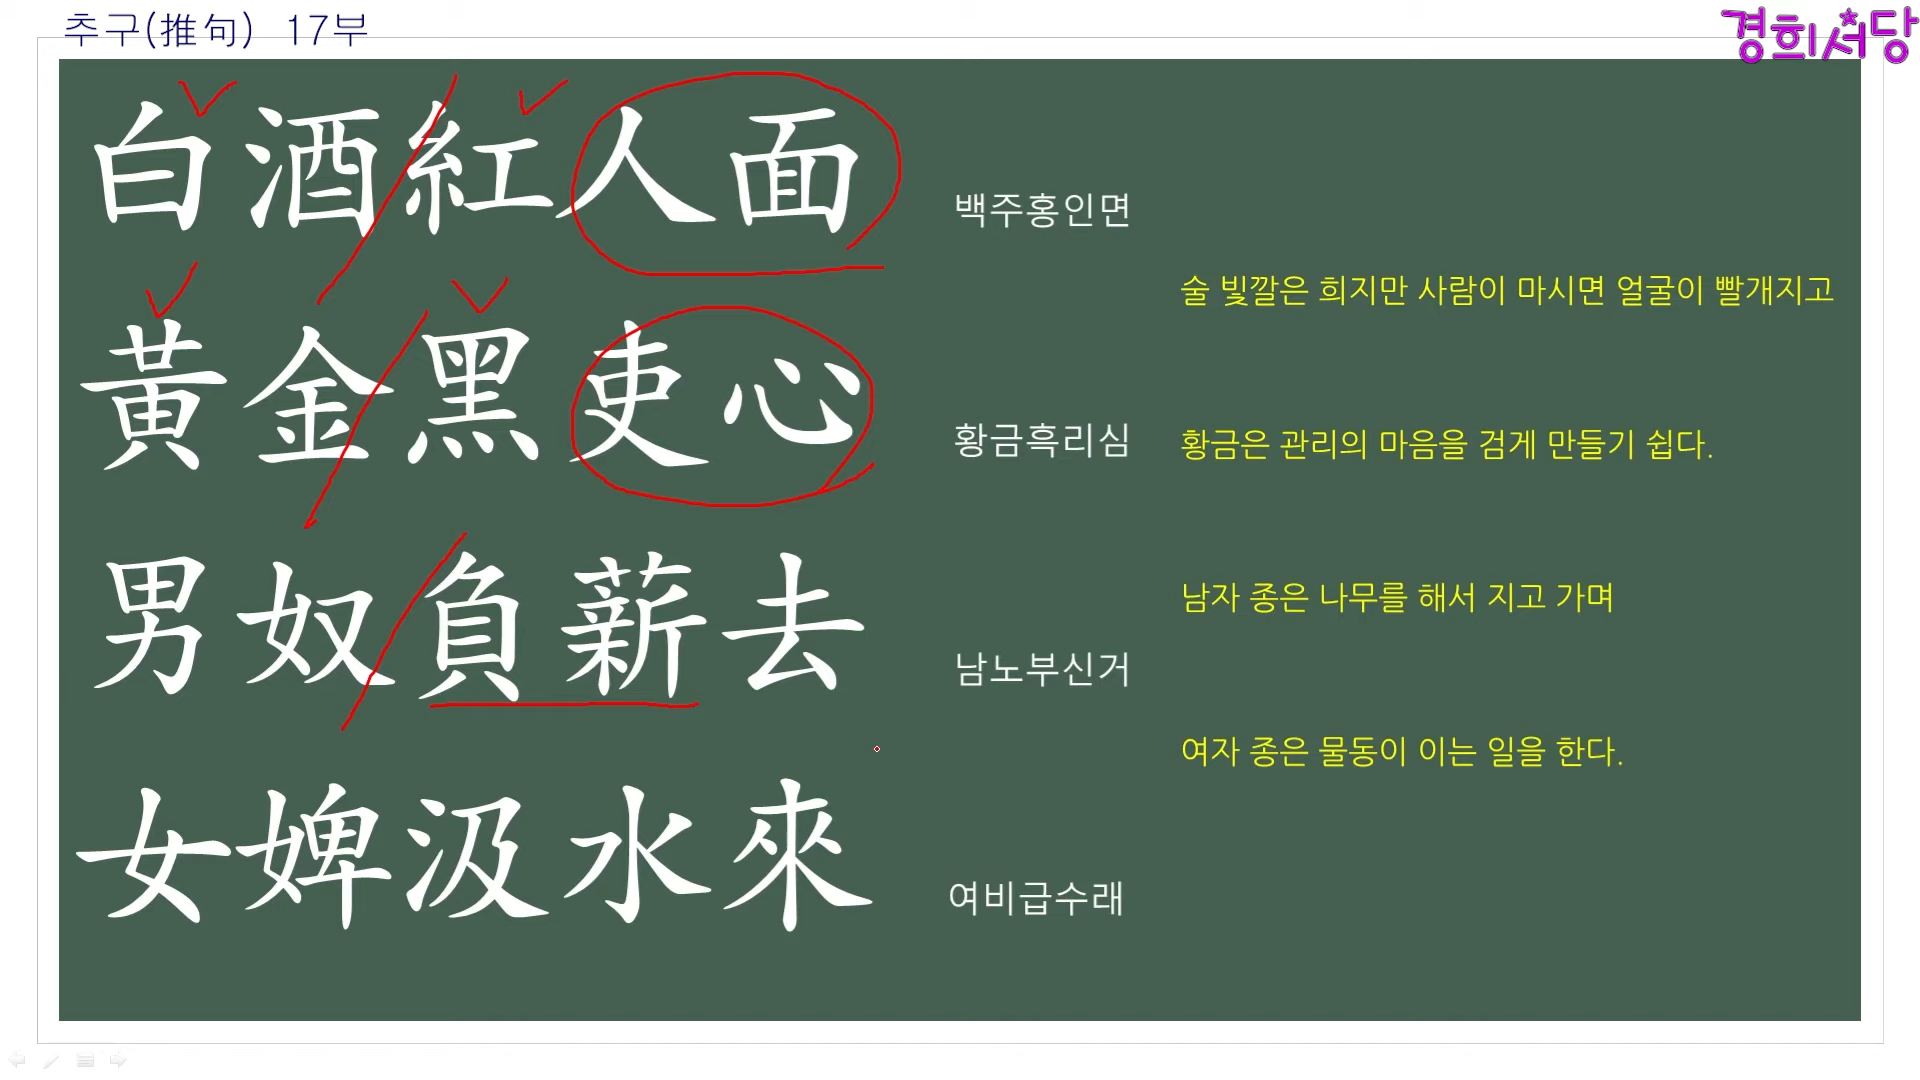 추구(推句) 17부
경희서당
白酒紅人面
백주홍인면
술 빛깔은 희지만 사람이 마시면 얼굴이 빨개지고
黃金黑吏心
황금흑리심
황금은 관리의 마음을 검게 만들기 쉽다.
男奴負薪去
남노부신거
남자 종은 나무를 해서 지고 가며
女婢汲水來
여비급수래
여자 종은 물동이 이는 일을 한다.